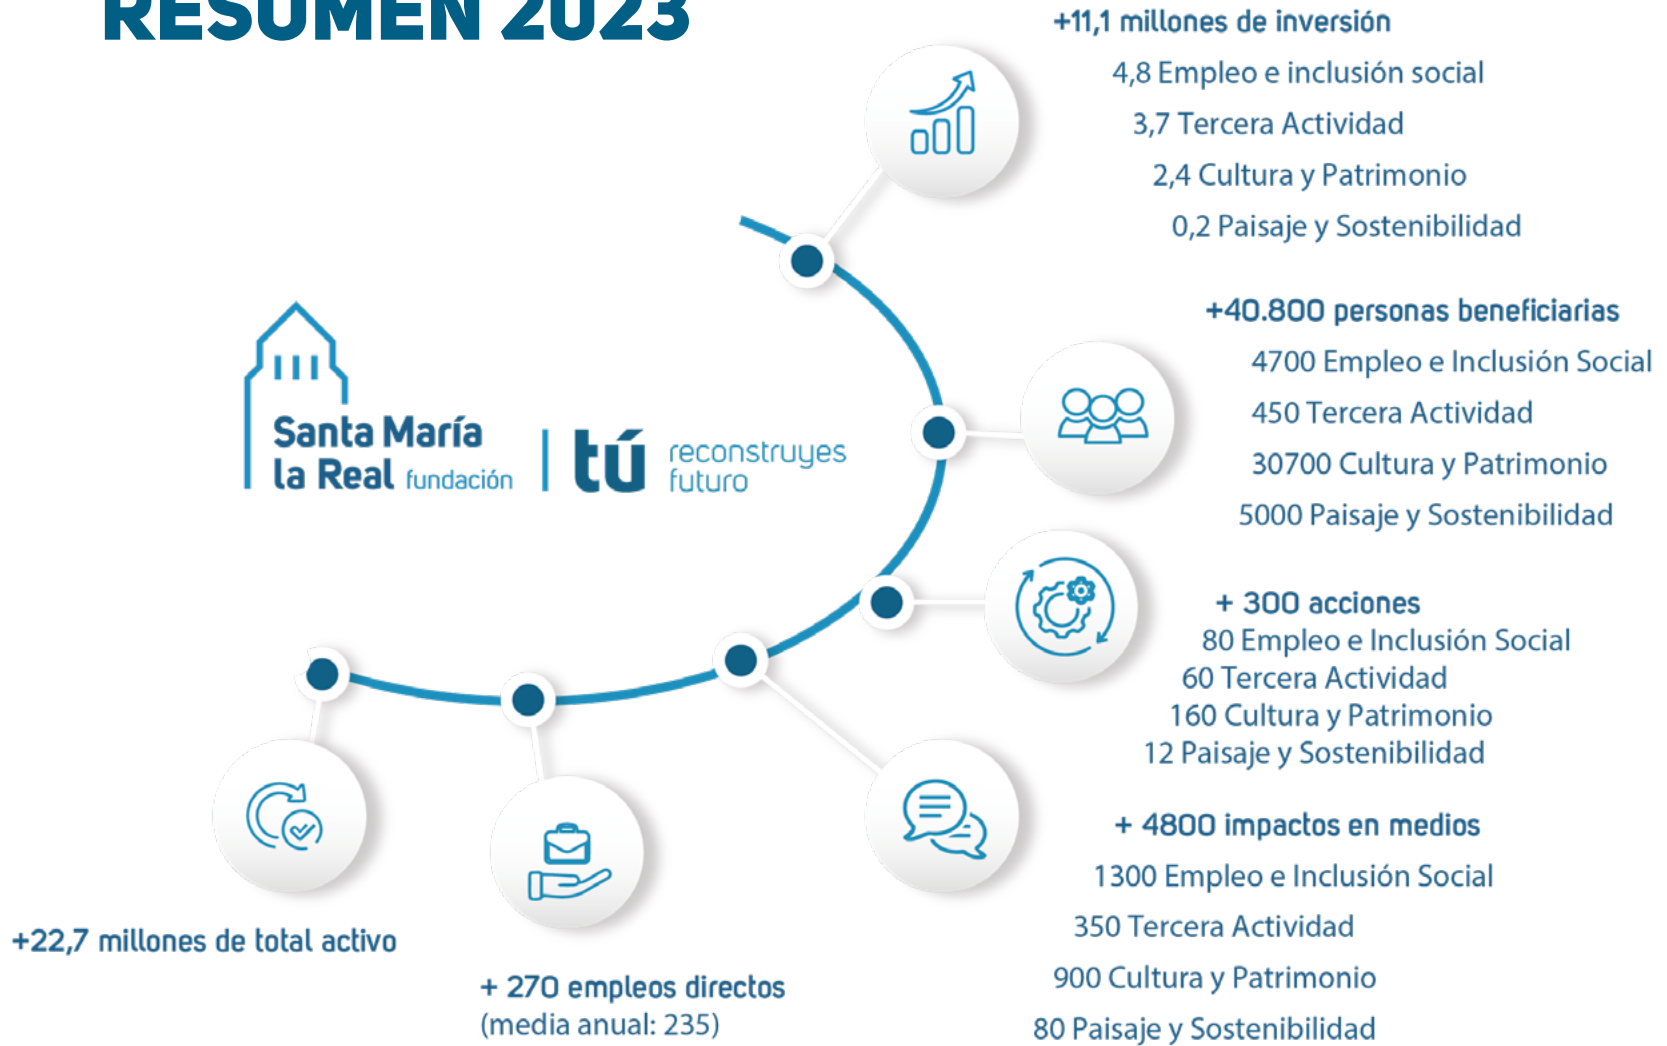 RESUMEN 2023
+11,1 millones de inversión
4,8 Empleo e inclusión social
3,7 Tercera Actividad
2,4 Cultura y Patrimonio
0,2 Paisaje y Sostenibilidad
+40.800 personas beneficiarias
4700 Empleo e Inclusión Social
450 Tercera Actividad
30700 Cultura y Patrimonio
5000 Paisaje y Sostenibilidad
+ 300 acciones
80 Empleo e Inclusión Social
60 Tercera Actividad
160 Cultura y Patrimonio
12 Paisaje y Sostenibilidad
+ 4800 impactos en medios
1300 Empleo e Inclusión Social
350 Tercera Actividad
900 Cultura y Patrimonio
80 Paisaje y Sostenibilidad
+ 270 empleos directos
(media anual: 235)
+22,7 millones de total activo
Santa María
la Real fundación
tú
reconstruyes
futuro